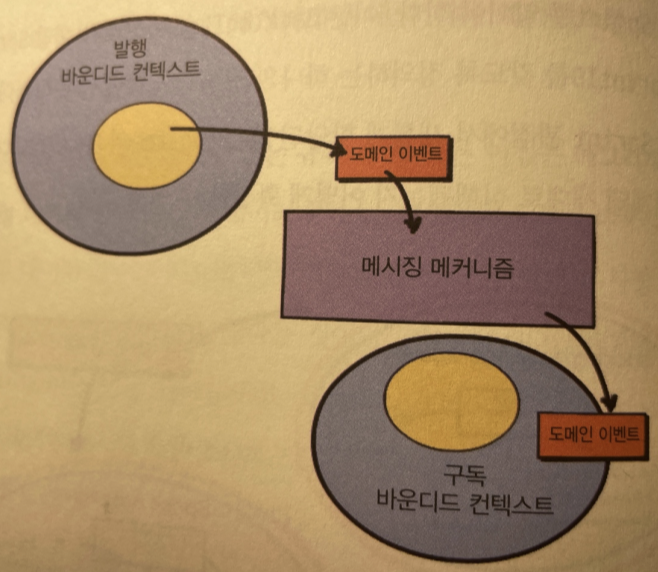 발행
바운디드 컨텍스트
도메인 이벤트
메시징 메커니즘
도메인 이벤트
구독
바운디드 컨텍스트